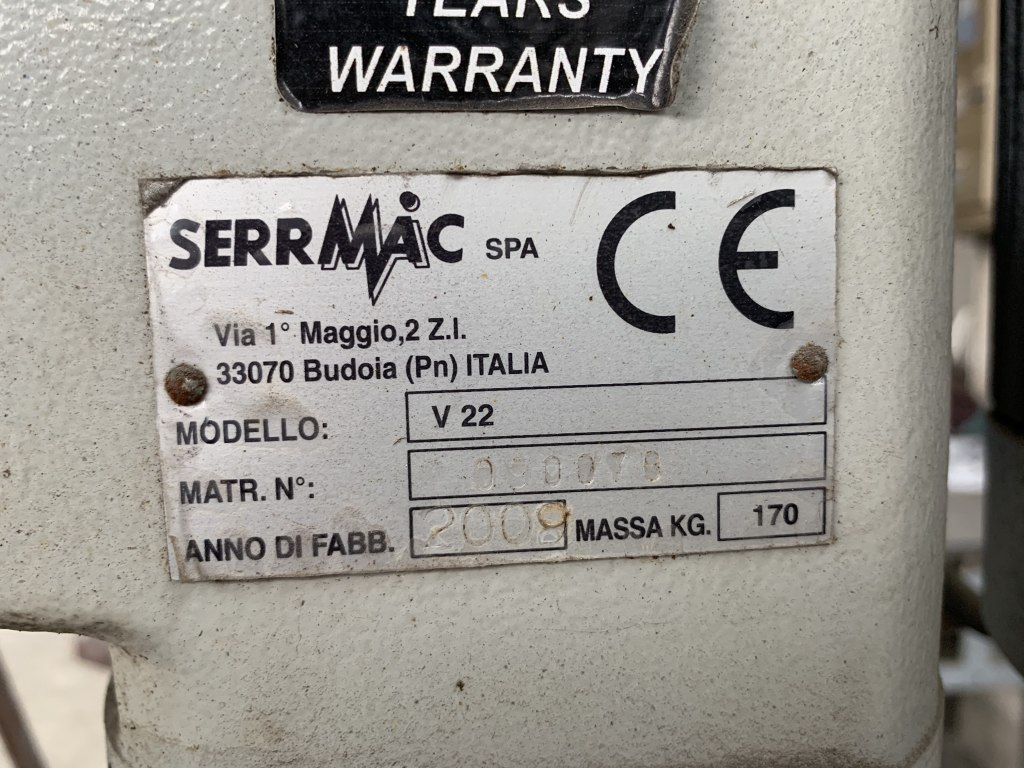 YEARS
WARRANTY
SERRMAC SPA CE
Via 1° Maggio,2 Z.I.
33070 Budoia (Pn) ITALIA
MODELLO: V 22
MATR. N°:
ANNO DI FABB. 2009 MASSA KG. 170